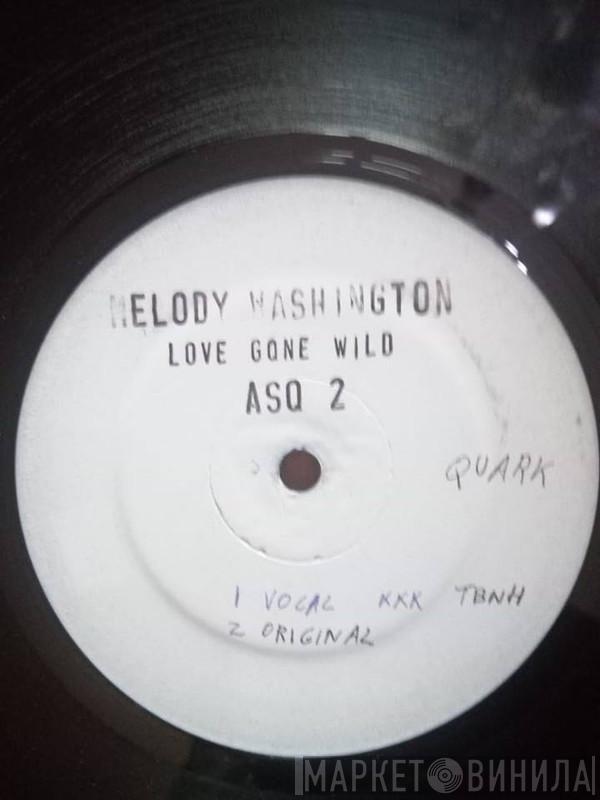 MELODY WASHINGTON
LOVE GONE WILD
ASQ 2
QUARK
1 VOCAL KKK TBNH
2 ORIGINAL
МАРКЕТ ВИНИЛА